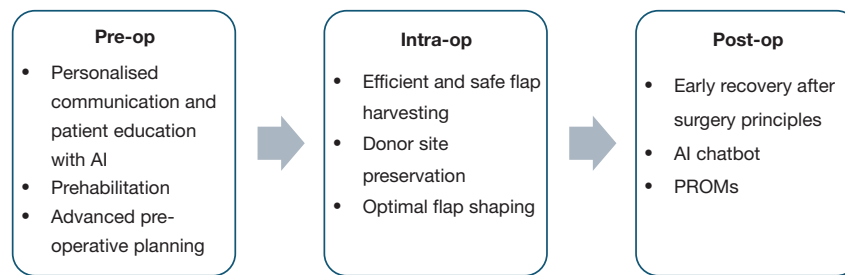 Pre-op
• Personalised
communication and
patient education
with AI
• Prehabilitation
• Advanced pre-
operative planning
Intra-op
• Efficient and safe flap
harvesting
• Donor site
preservation
• Optimal flap shaping
Post-op
• Early recovery after
surgery principles
• AI chatbot
• PROMs